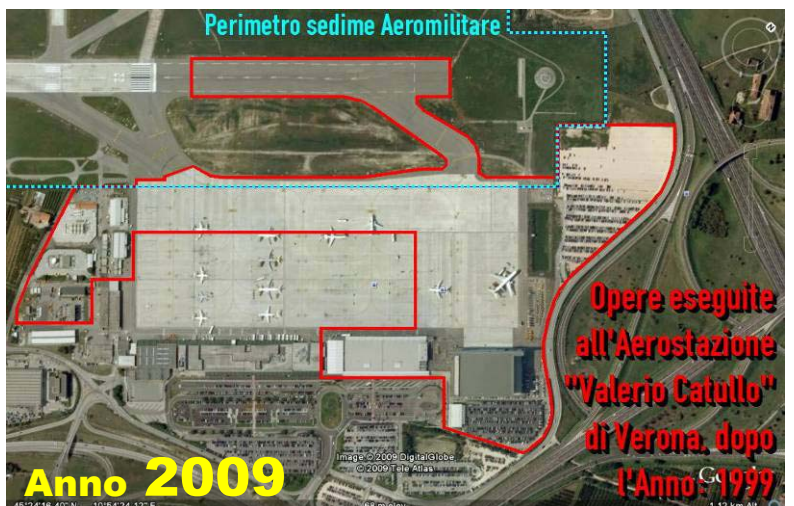 Perimetro sedime Aeromilitare
Opere eseguite
all'Aerostazione
"Valerio Catullo"
di Verona, dopo
l'Anno: 1999
Image © 2009 DigitalGlobe
© 2009 Tele Atlas
Anno 2009